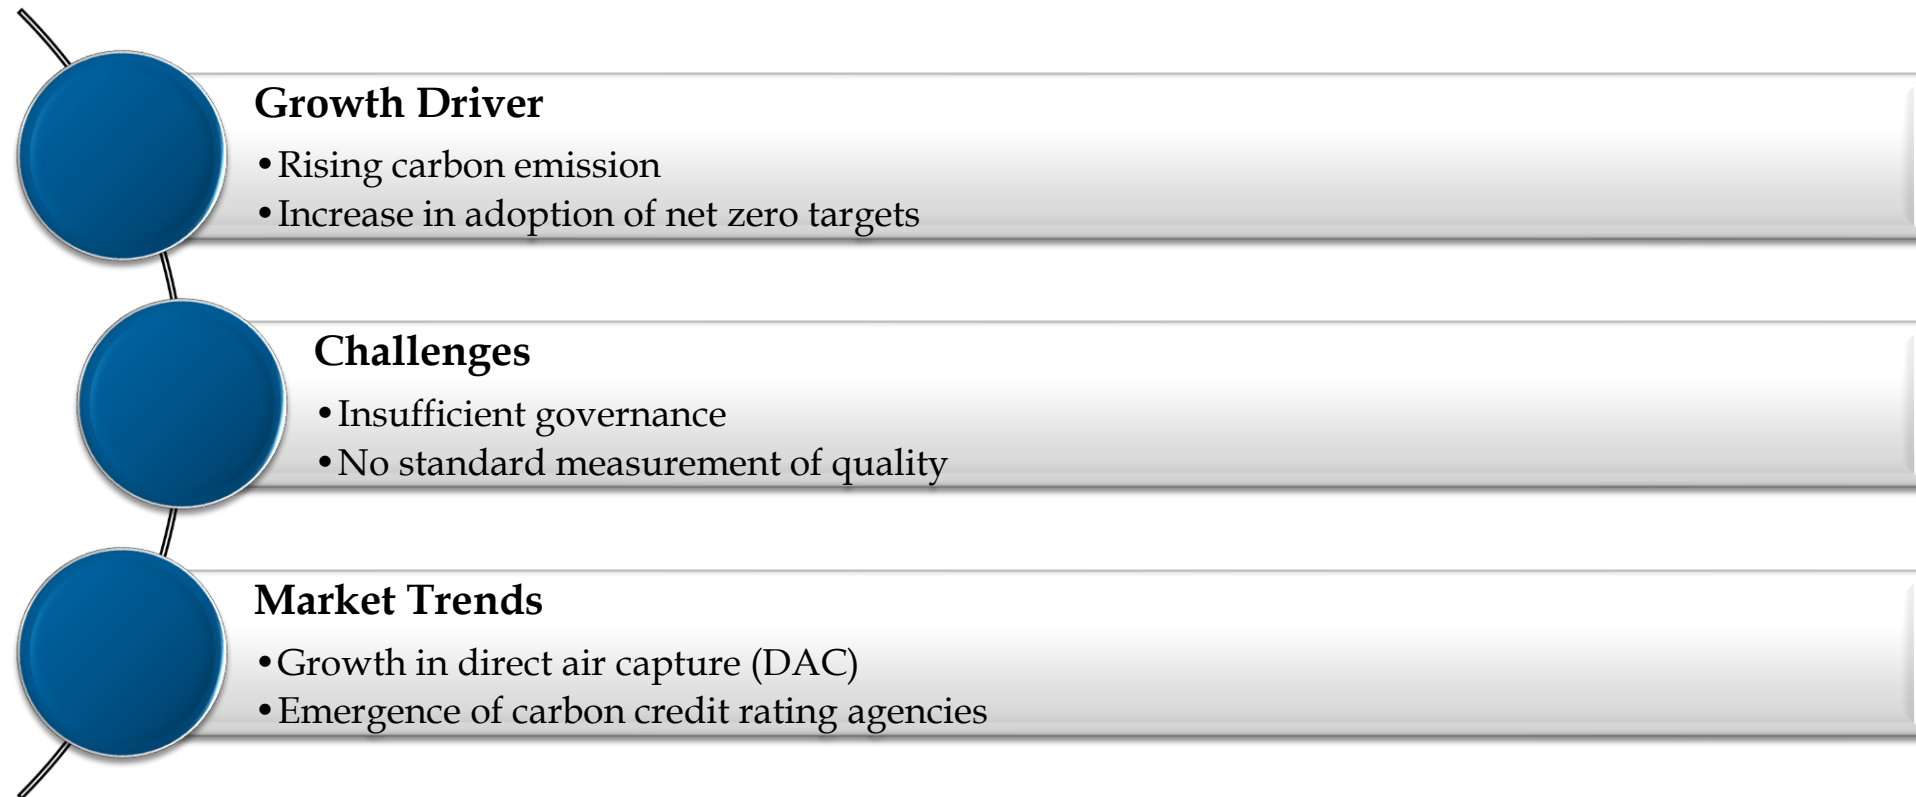 Growth Driver
•Rising carbon emission
•Increase in adoption of net zero targets
Challenges
•Insufficient governance
•No standard measurement of quality
Market Trends
•Growth in direct air capture (DAC)
•Emergence of carbon credit rating agencies